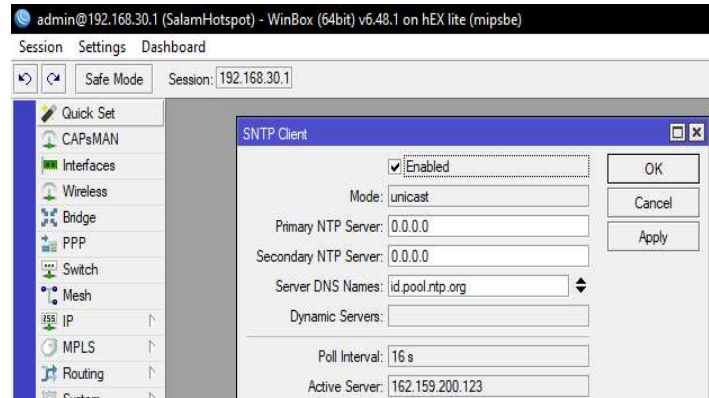 admin@192.168.30.1 (SalamHotspot) - WinBox (64bit) v6.48.1 on hEX lite (mipsbe)
Session Settings Dashboard
Safe Mode Session: 192.168.30.1
Quick Set
CAPsMAN
Interfaces
Wireless
Bridge
PPP
Switch
Mesh
IP
MPLS
Routing
System
SNTP Client
Enabled
Mode: unicast
Primary NTP Server: 0.0.0.0
Secondary NTP Server: 0.0.0.0
Server DNS Names: id.pool.ntp.org
Dynamic Servers:
Poll Interval: 16 s
Active Server: 162.159.200.123
OK
Cancel
Apply